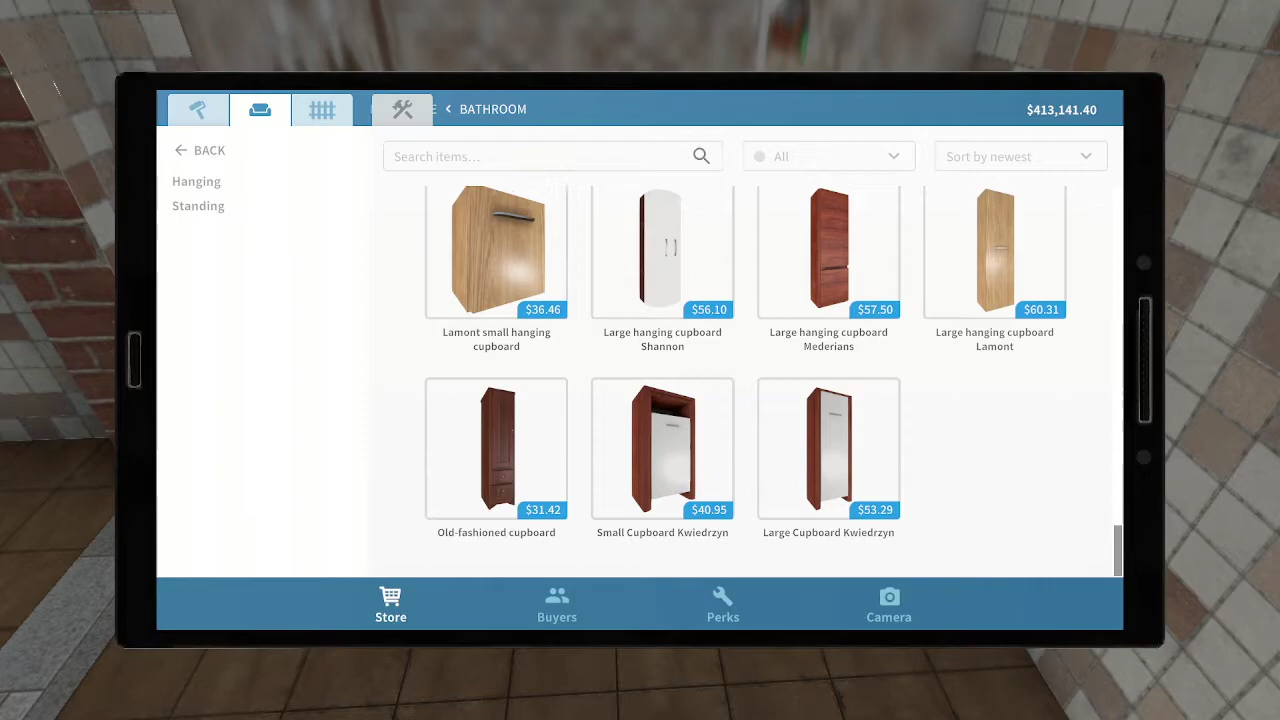 E < BATHROOM
$413,141.40
BACK
Hanging
Standing
Search items...
All
Sort by newest
$36.46
$56.10
$57.50
$60.31
Lamont small hanging
cupboard
Large hanging cupboard
Shannon
Large hanging cupboard
Mederians
Large hanging cupboard
Lamont
$31.42
$40.95
$53.29
Old-fashioned cupboard
Small Cupboard Kwiedrzyn
Large Cupboard Kwiedrzyn
Store
Buyers
Perks
Camera